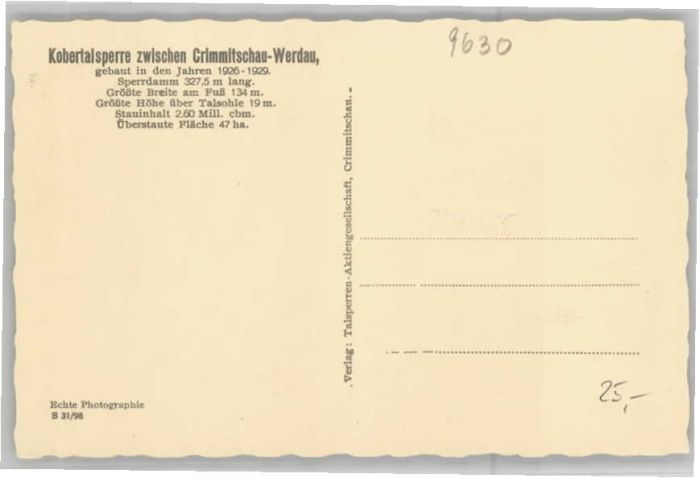 Kobertalsperre zwischen Crimmitschau-Werdau,
gebaut in den Jahren 1926-1929.
Sperrdamm 327,5 m lang.
Größte Breite am Fuß 134 m.
Größte Höhe über Talsohle 19 m.
Stauinhalt 2.60 Mill. cbm.
Überstaute Fläche 47 ha.
9630
Verlag: Talsperren-Aktiengesellschaft, Crimmitschau.
25,-
Echte Photographie
S 31/98